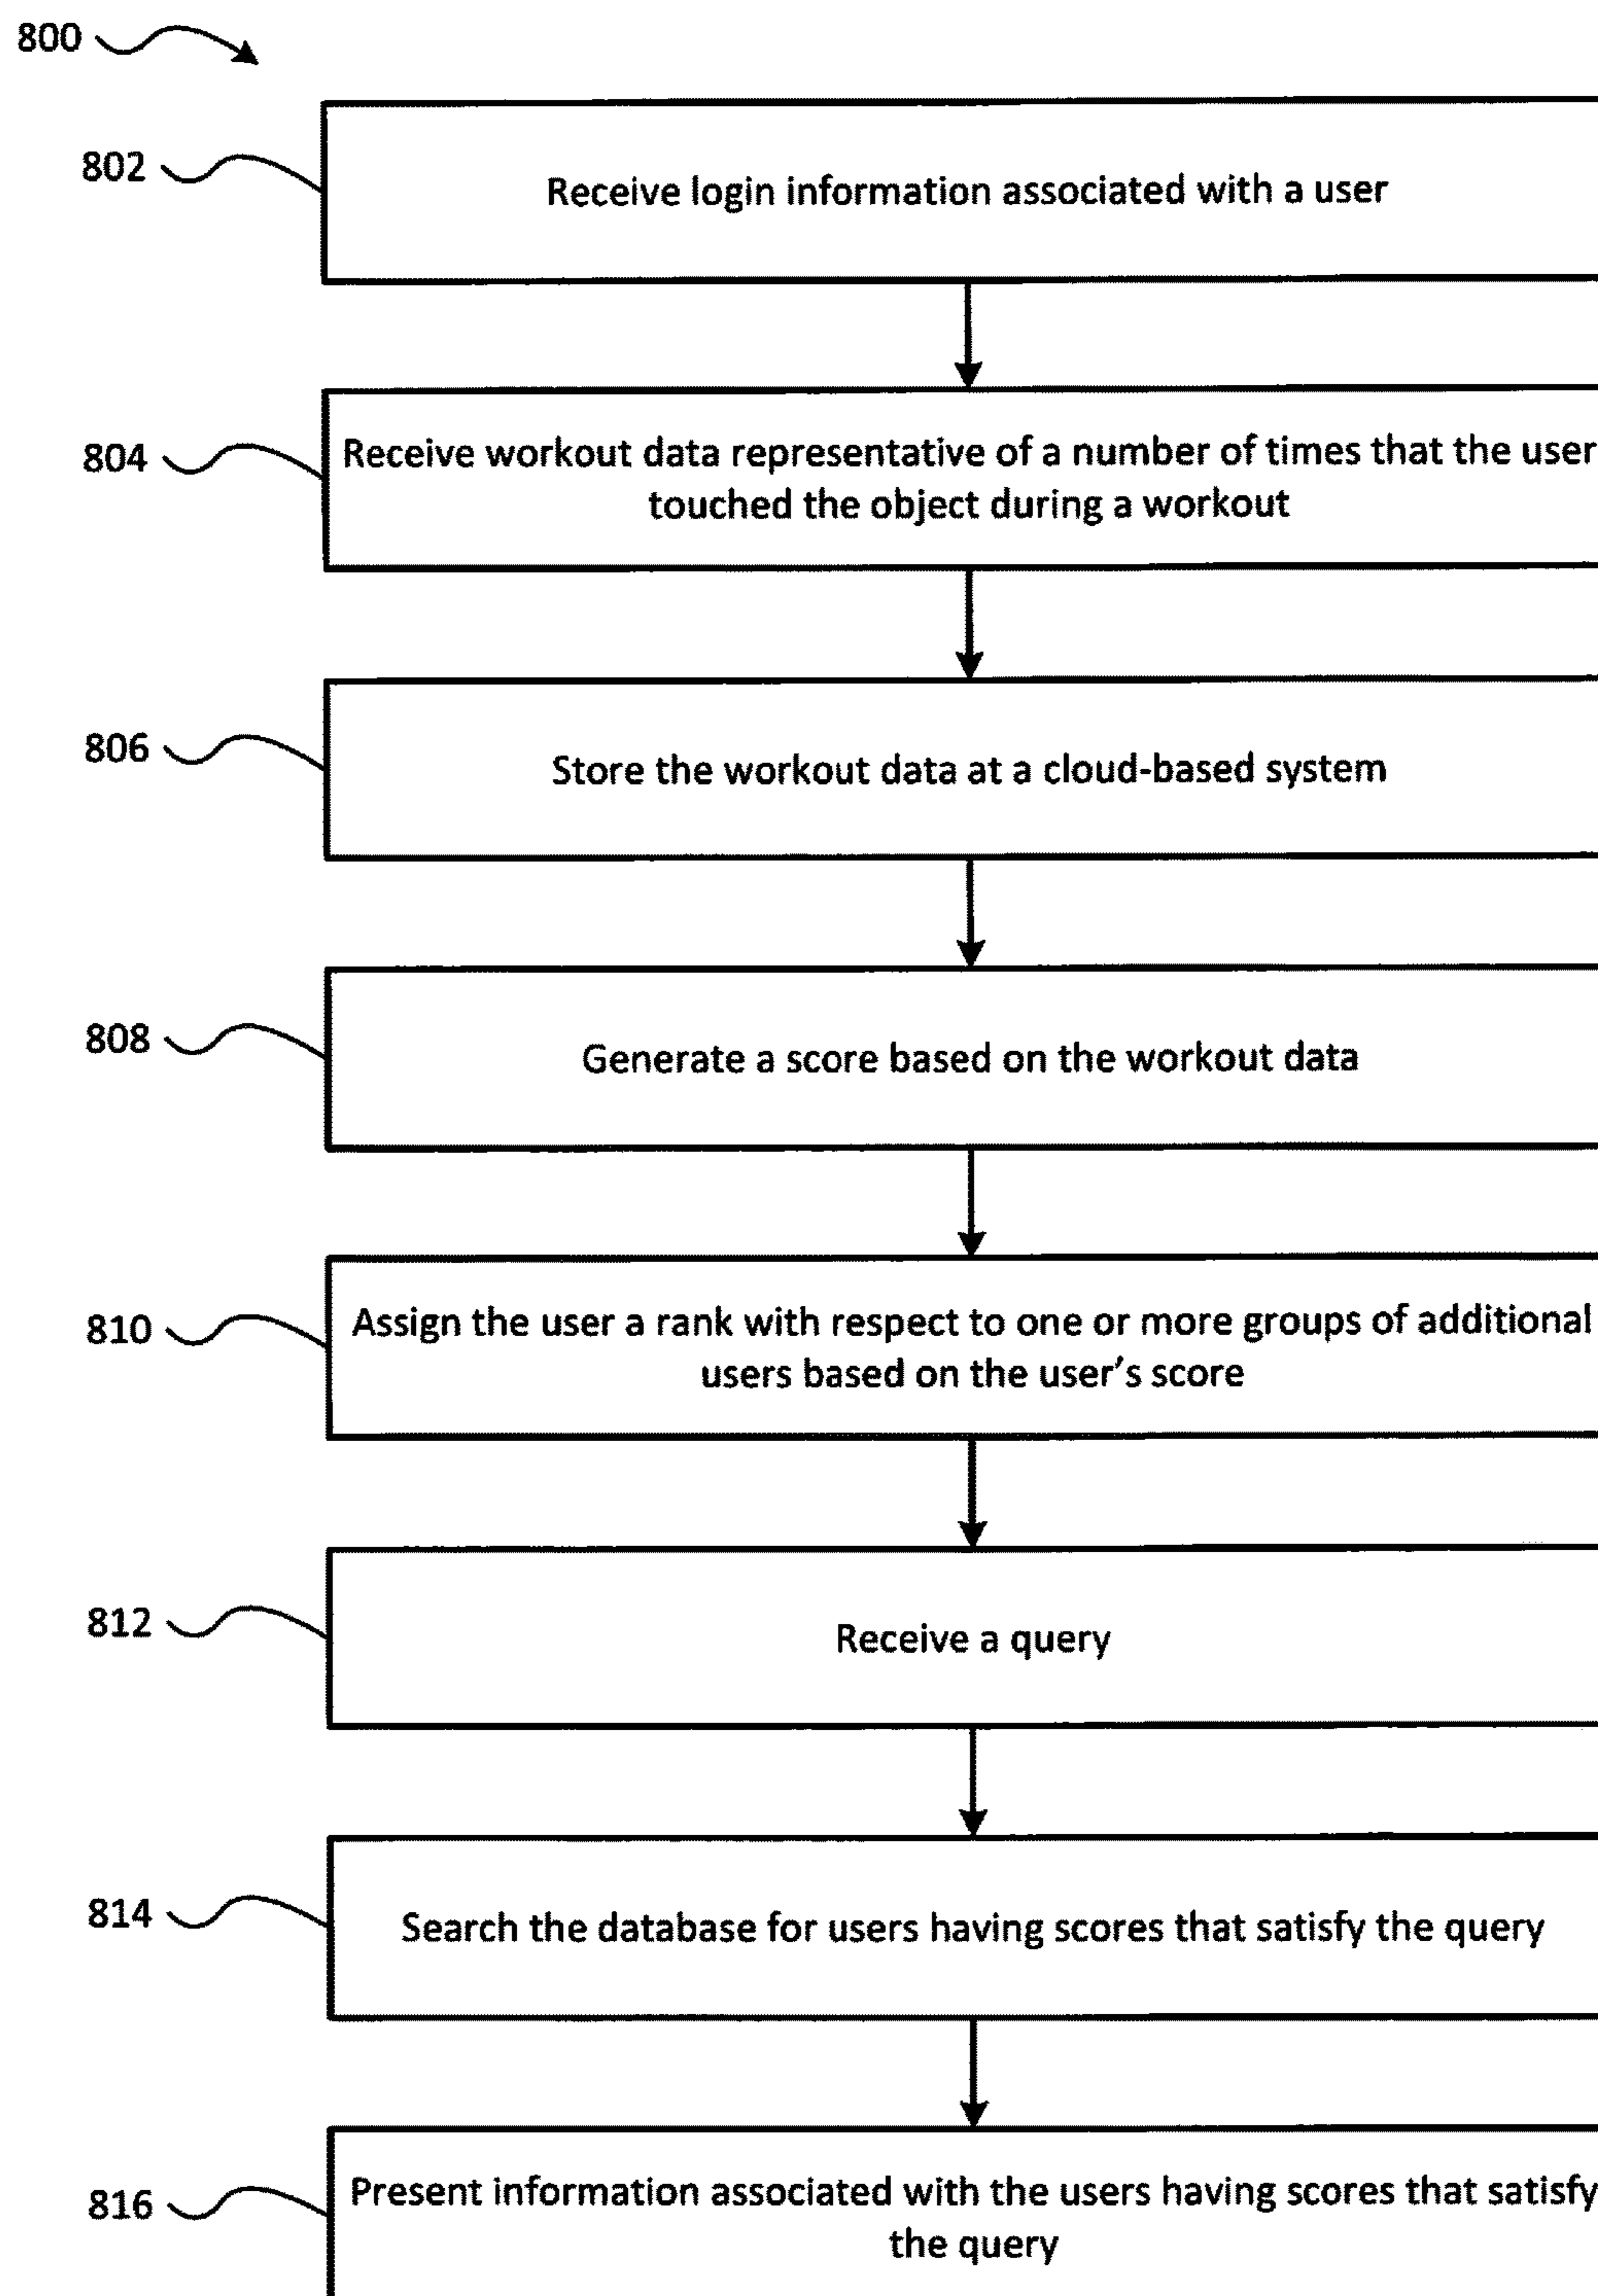 800
802
Receive login information associated with a user
804
Receive workout data representative of a number of times that the user
touched the object during a workout
806
Store the workout data at a cloud-based system
808
Generate a score based on the workout data
810
Assign the user a rank with respect to one or more groups of additional
users based on the user's score
812
Receive a query
814
Search the database for users having scores that satisfy the query
816
Present information associated with the users having scores that satisfy
the query